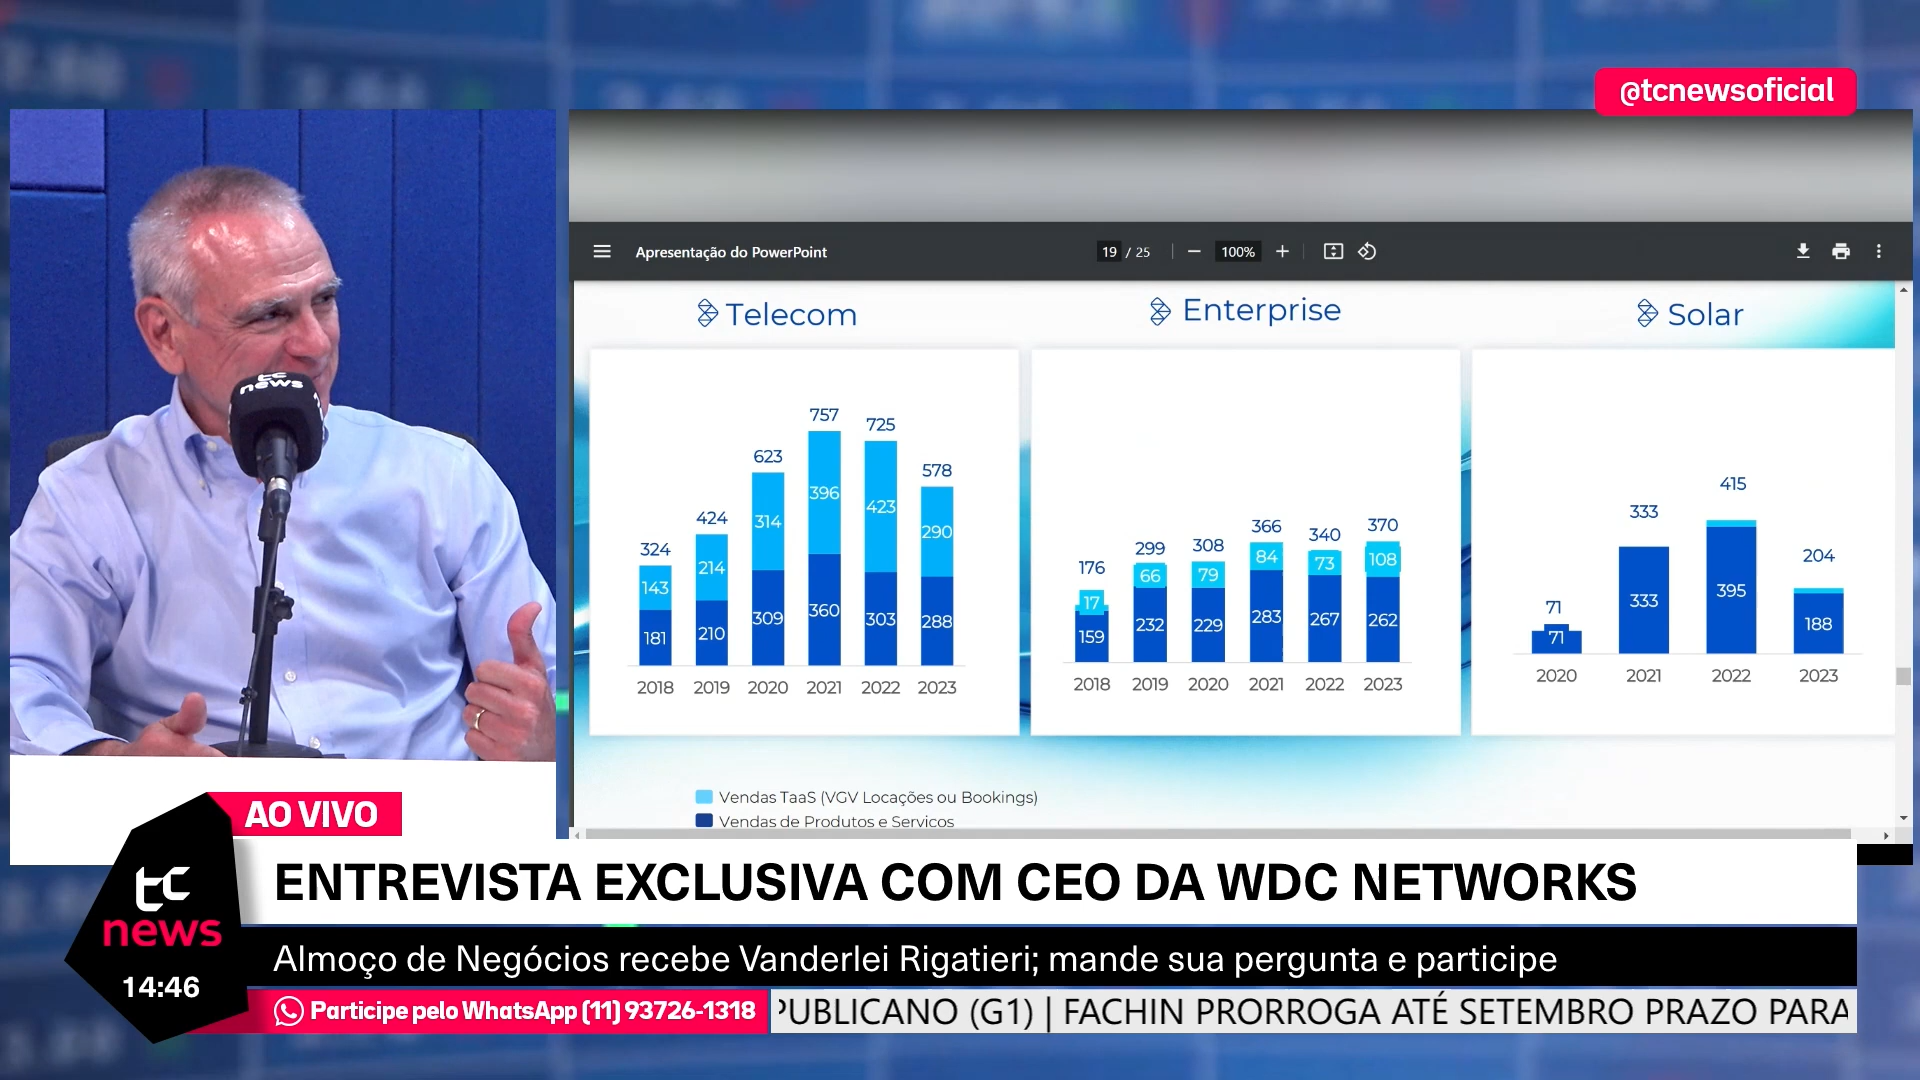 @tcnewsoficial
Apresentação do PowerPoint
19 / 25
100%
Telecom
324
143
181
424
214
210
623
314
309
757
396
360
725
423
303
578
290
288
2018 2019 2020 2021 2022 2023
Enterprise
176
17
159
299
66
232
308
79
229
366
84
283
340
73
267
370
108
262
2018 2019 2020 2021 2022 2023
Solar
71
71
333
333
415
395
204
188
2020 2021 2022 2023
Vendas TaaS (VGV Locações ou Bookings)
Vendas de Produtos e Serviços
tc
news
AO VIVO
ENTREVISTA EXCLUSIVA COM CEO DA WDC NETWORKS
Almoço de Negócios recebe Vanderlei Rigatieri; mande sua pergunta e participe
tc
news
14:46
Participe pelo WhatsApp (11) 93726-1318
PUBLICANO (G1) | FACHIN PRORROGA ATÉ SETEMBRO PRAZO PARA